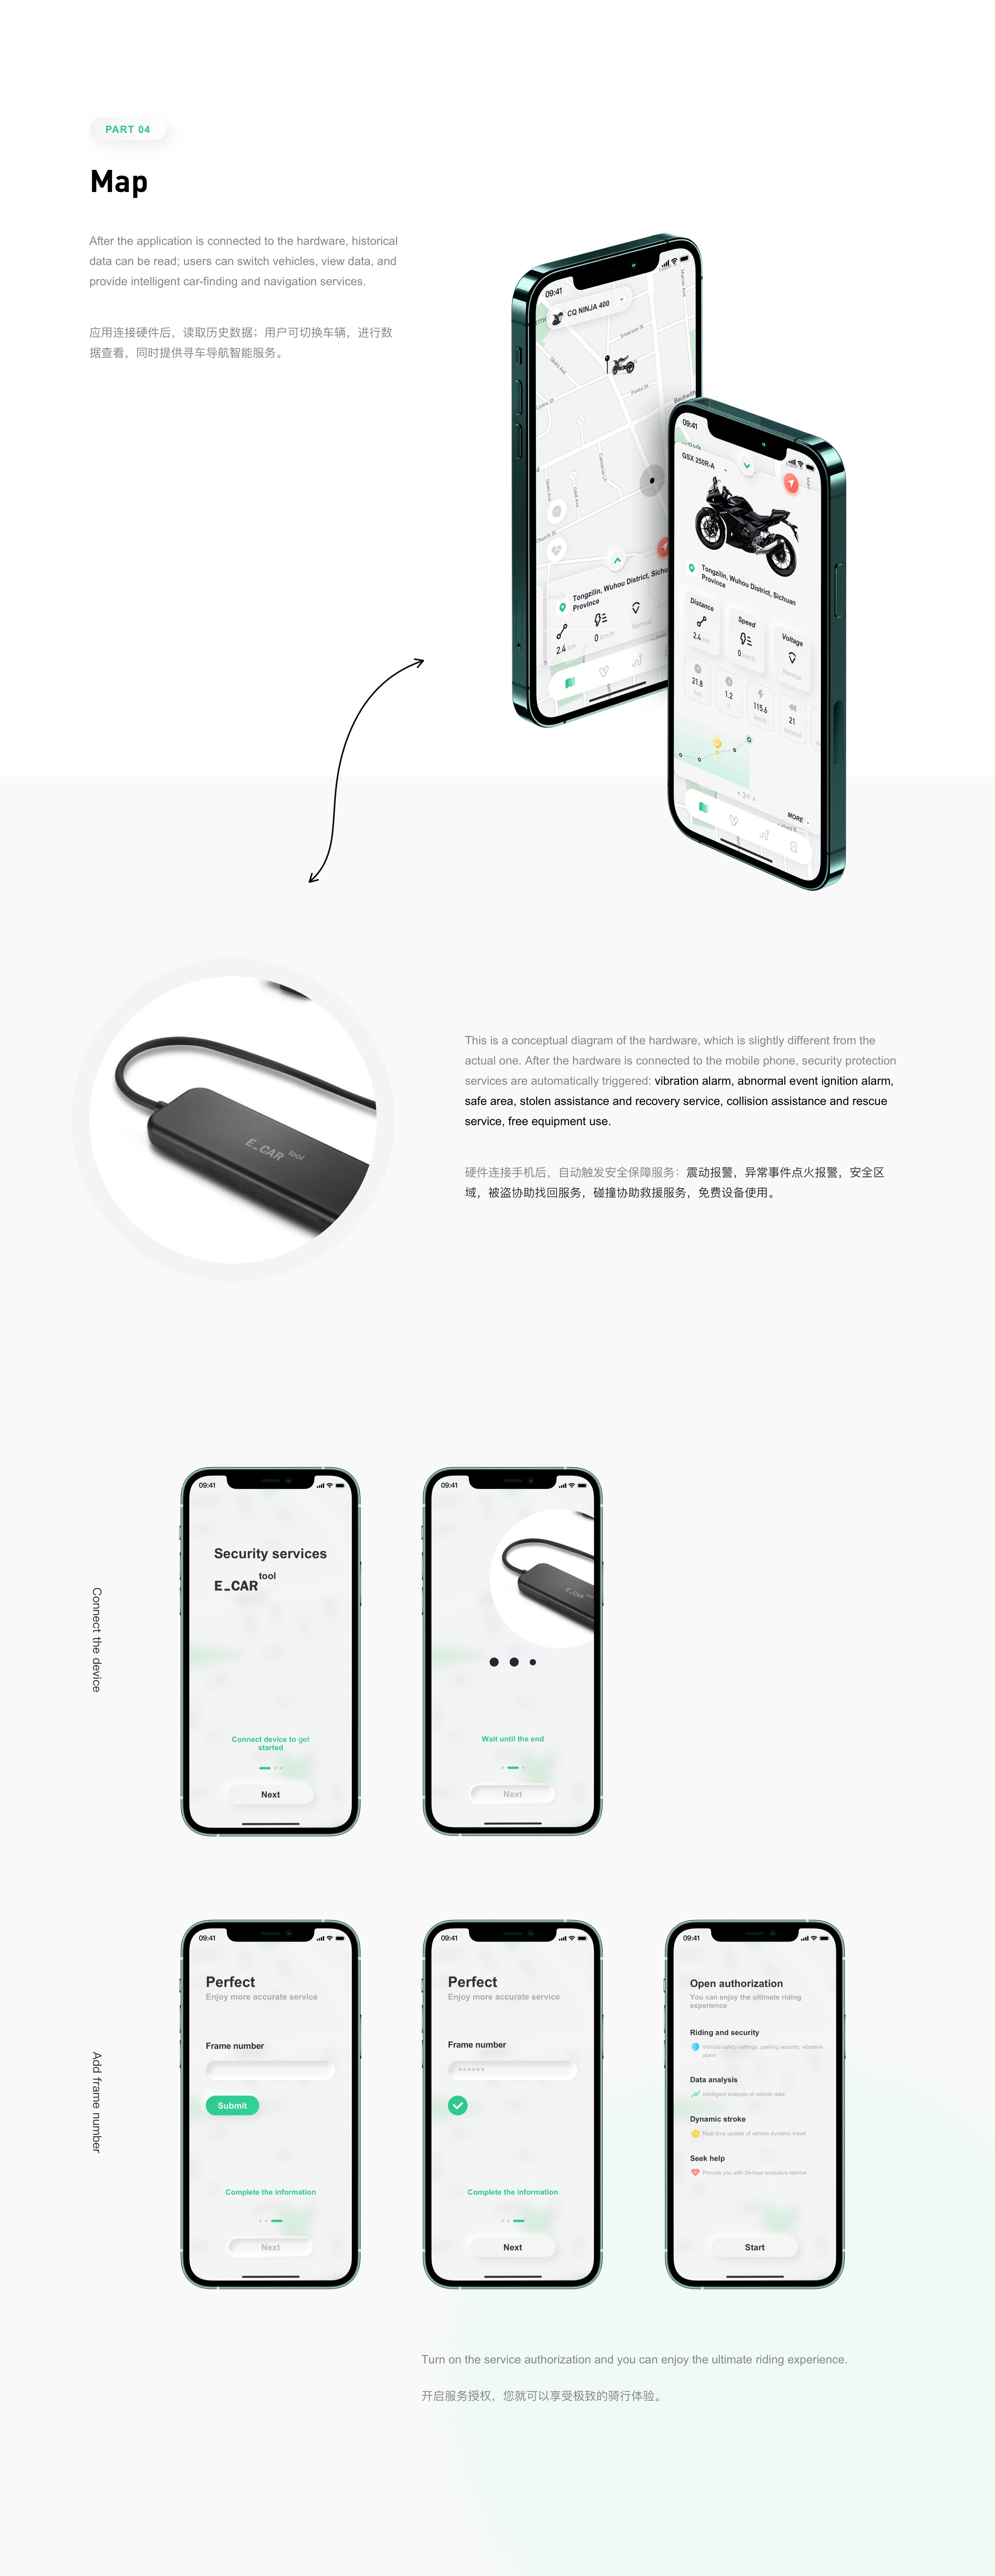 PART 04
Map
After the application is connected to the hardware, historical
data can be read; users can switch vehicles, view data, and
provide intelligent car-finding and navigation services.
应用连接硬件后，读取历史数据；用户可切换车辆，进行数
据查看，同时提供寻车导航智能服务。
09:41
CQ NINJA 400
Emerson St
Pierre Dr
Beckwith
Church St
Tongzilin, Wuhou District, Sichuan
Province
2.4 km
0 km/h
Normal
09:41
GSX 250R-A
Tongzilin, Wuhou District, Sichuan
Province
Distance
2.4 km
Speed
0 km/h
Voltage
Normal
21.8
km
1.2
h
115.6
km/h
21
second
MORE
E_CAR tool
This is a conceptual diagram of the hardware, which is slightly different from the
actual one. After the hardware is connected to the mobile phone, security protection
services are automatically triggered: vibration alarm, abnormal event ignition alarm,
safe area, stolen assistance and recovery service, collision assistance and rescue
service, free equipment use.
硬件连接手机后，自动触发安全保障服务：震动报警，异常事件点火报警，安全区
域，被盗协助找回服务，碰撞协助救援服务，免费设备使用。
Connect the device
09:41
Security services
E_CAR tool
Connect device to get
started
Next
09:41
E_CAR tool
Wait until the end
Next
Add frame number
09:41
Perfect
Enjoy more accurate service
Frame number
Submit
Complete the information
Next
09:41
Perfect
Enjoy more accurate service
Frame number
******
Complete the information
Next
09:41
Open authorization
You can enjoy the ultimate riding
experience
Riding and security
Vehicle safety settings, parking security, vibration
alarm
Data analysis
Intelligent analysis of vehicle data
Dynamic stroke
Real time update of vehicle dynamic travel
Seek help
Provide you with 24-hour exclusive service
Start
Turn on the service authorization and you can enjoy the ultimate riding experience.
开启服务授权，您就可以享受极致的骑行体验。